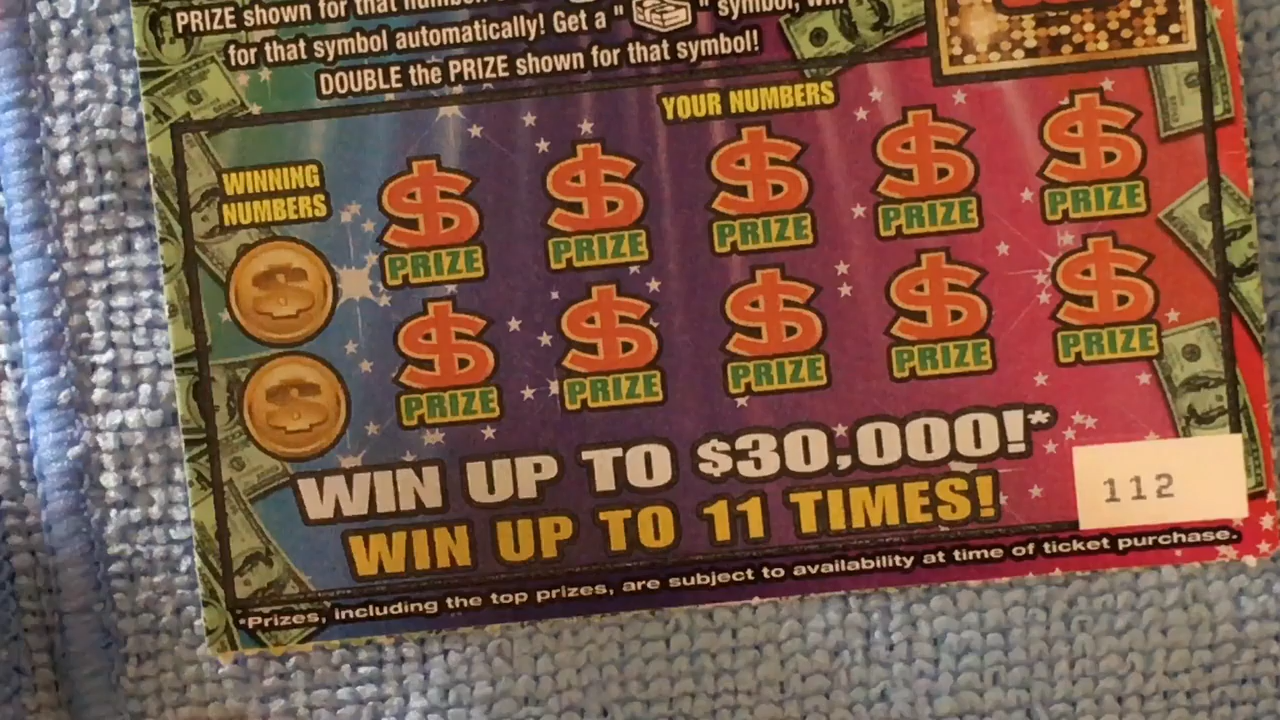 PRIZE shown for that number
for that symbol automatically! Get a " " symbol, win
DOUBLE the PRIZE shown for that symbol!
YOUR NUMBERS
WINNING
NUMBERS
$ $ $ $ $
PRIZE PRIZE PRIZE PRIZE PRIZE
$ $ $ $ $
PRIZE PRIZE PRIZE PRIZE PRIZE
$
$
WIN UP TO $30,000!*
WIN UP TO 11 TIMES!
112
*Prizes, including the top prizes, are subject to availability at time of ticket purchase.